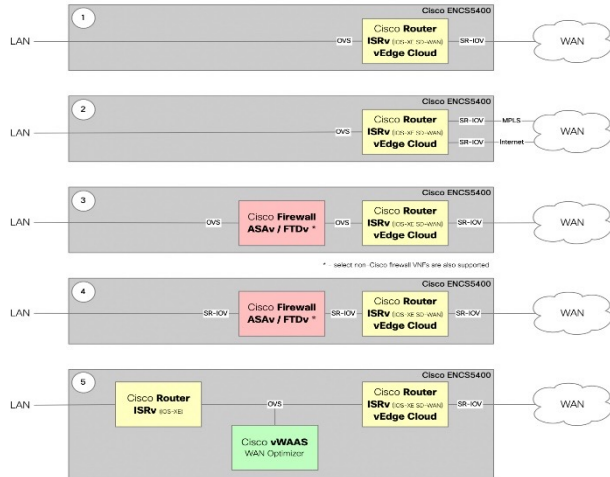 Cisco ENCS5400
1
LAN
OVS
Cisco Router
ISRv (IOS-XE SD-WAN)
vEdge Cloud
SR-IOV
WAN
Cisco ENCS5400
2
LAN
OVS
Cisco Router
ISRv (IOS-XE SD-WAN)
vEdge Cloud
SR-IOV
MPLS
SR-IOV
Internet
WAN
Cisco ENCS5400
3
LAN
OVS
Cisco Firewall
ASAv / FTDv *
OVS
Cisco Router
ISRv (IOS-XE SD-WAN)
vEdge Cloud
SR-IOV
WAN
* - select non-Cisco firewall VNFs are also supported
Cisco ENCS5400
4
LAN
SR-IOV
Cisco Firewall
ASAv / FTDv *
SR-IOV
Cisco Router
ISRv (IOS-XE SD-WAN)
vEdge Cloud
SR-IOV
WAN
Cisco ENCS5400
5
LAN
Cisco Router
ISRv (IOS-XE)
OVS
Cisco vWAAS
WAN Optimizer
Cisco Router
ISRv (IOS-XE SD-WAN)
vEdge Cloud
SR-IOV
WAN